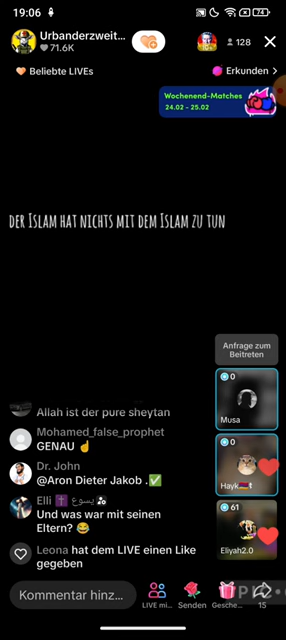 19:06
74
Urbanderzweit...
71.6K
128
Beliebte LIVEs
Erkunden >
Wochenend-Matches
24.02 - 25.02
DER ISLAM HAT NICHTS MIT DEM ISLAM ZU TUN
Anfrage zum
Beitreten
0
Musa
0
Hayk🇦🇲✝️
61
Eliyah2.0
Allah ist der pure sheytan
Mohamed_false_prophet
GENAU ☝️
Dr. John
@Aron Dieter Jakob .✅
Elli ✝️ يسوع
Und was war mit seinen
Eltern? 😂
Leona hat dem LIVE einen Like
gegeben
Kommentar hinz...
LIVE mi...
Senden
Gesche...
15